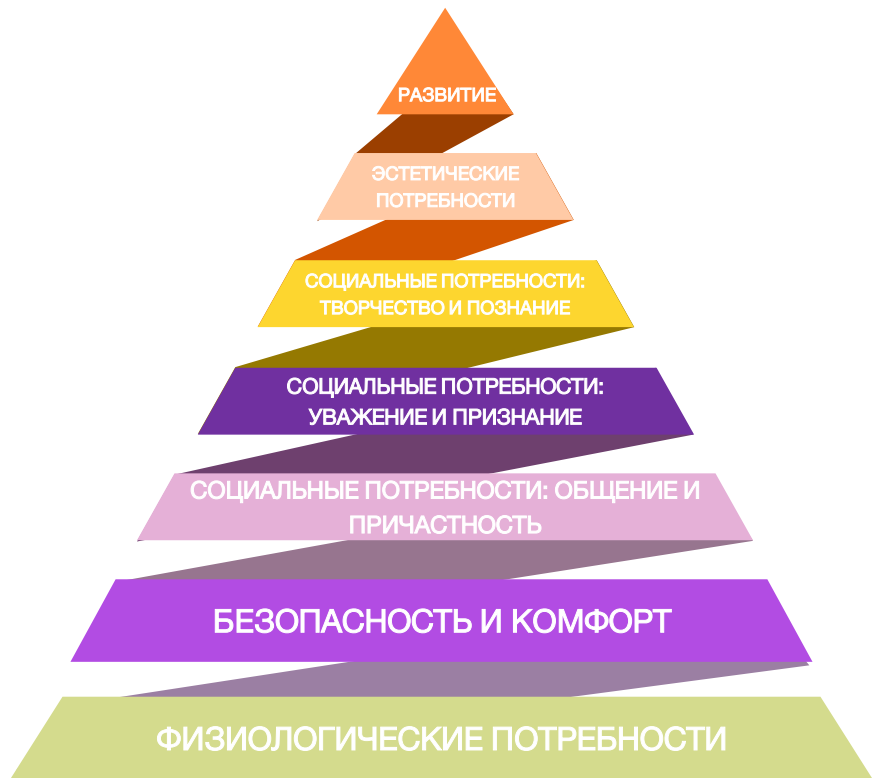 РАЗВИТИЕ
ЭСТЕТИЧЕСКИЕ
ПОТРЕБНОСТИ
СОЦИАЛЬНЫЕ ПОТРЕБНОСТИ:
ТВОРЧЕСТВО И ПОЗНАНИЕ
СОЦИАЛЬНЫЕ ПОТРЕБНОСТИ:
УВАЖЕНИЕ И ПРИЗНАНИЕ
СОЦИАЛЬНЫЕ ПОТРЕБНОСТИ: ОБЩЕНИЕ И
ПРИЧАСТНОСТЬ
БЕЗОПАСНОСТЬ И КОМФОРТ
ФИЗИОЛОГИЧЕСКИЕ ПОТРЕБНОСТИ